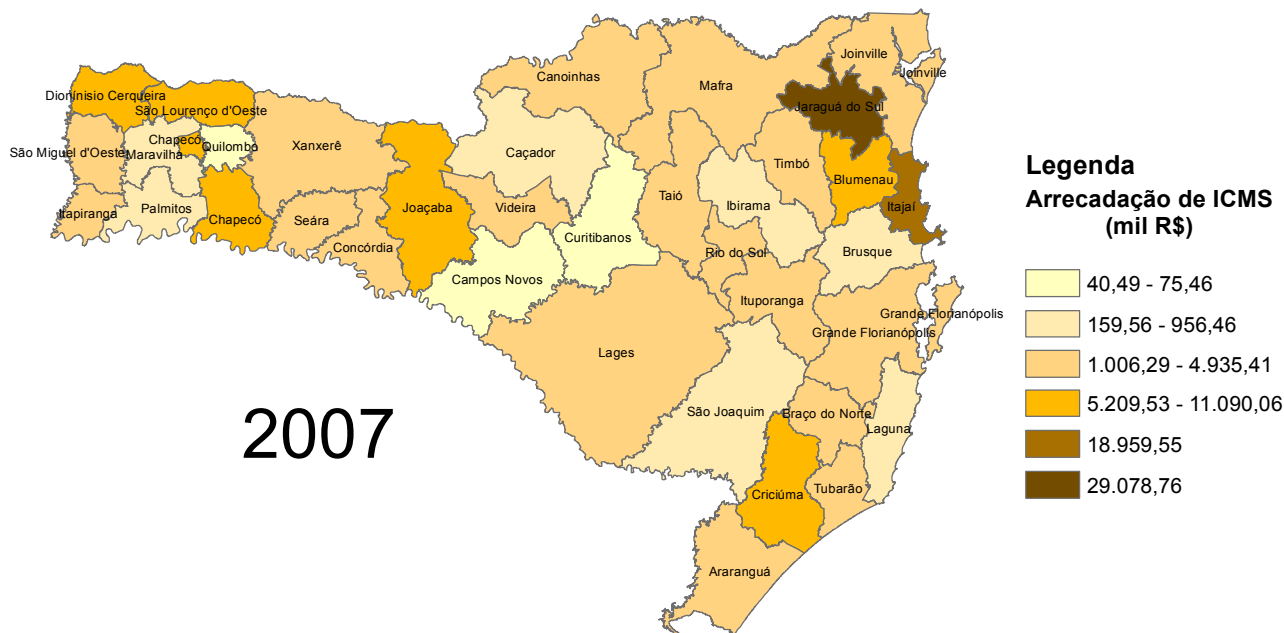 Joinville
Joinville
Canoinhas
Mafra
Dionísio Cerqueira
São Lourenço d'Oeste
Jaraguá do Sul
Chapecó
Quilombo
Xanxerê
São Miguel d'Oeste
Maravilha
Caçador
Timbó
Blumenau
Taió
Itapiranga
Palmitos
Chapecó
Seára
Joaçaba
Videira
Ibirama
Itajaí
Concórdia
Curitibanos
Rio do Sul
Brusque
Campos Novos
Ituporanga
Grande Florianópolis
Grande Florianópolis
Lages
São Joaquim
Braço do Norte
Laguna
Criciúma
Tubarão
Araranguá
2007
Legenda
Arrecadação de ICMS
(mil R$)
40,49 - 75,46
159,56 - 956,46
1.006,29 - 4.935,41
5.209,53 - 11.090,06
18.959,55
29.078,76